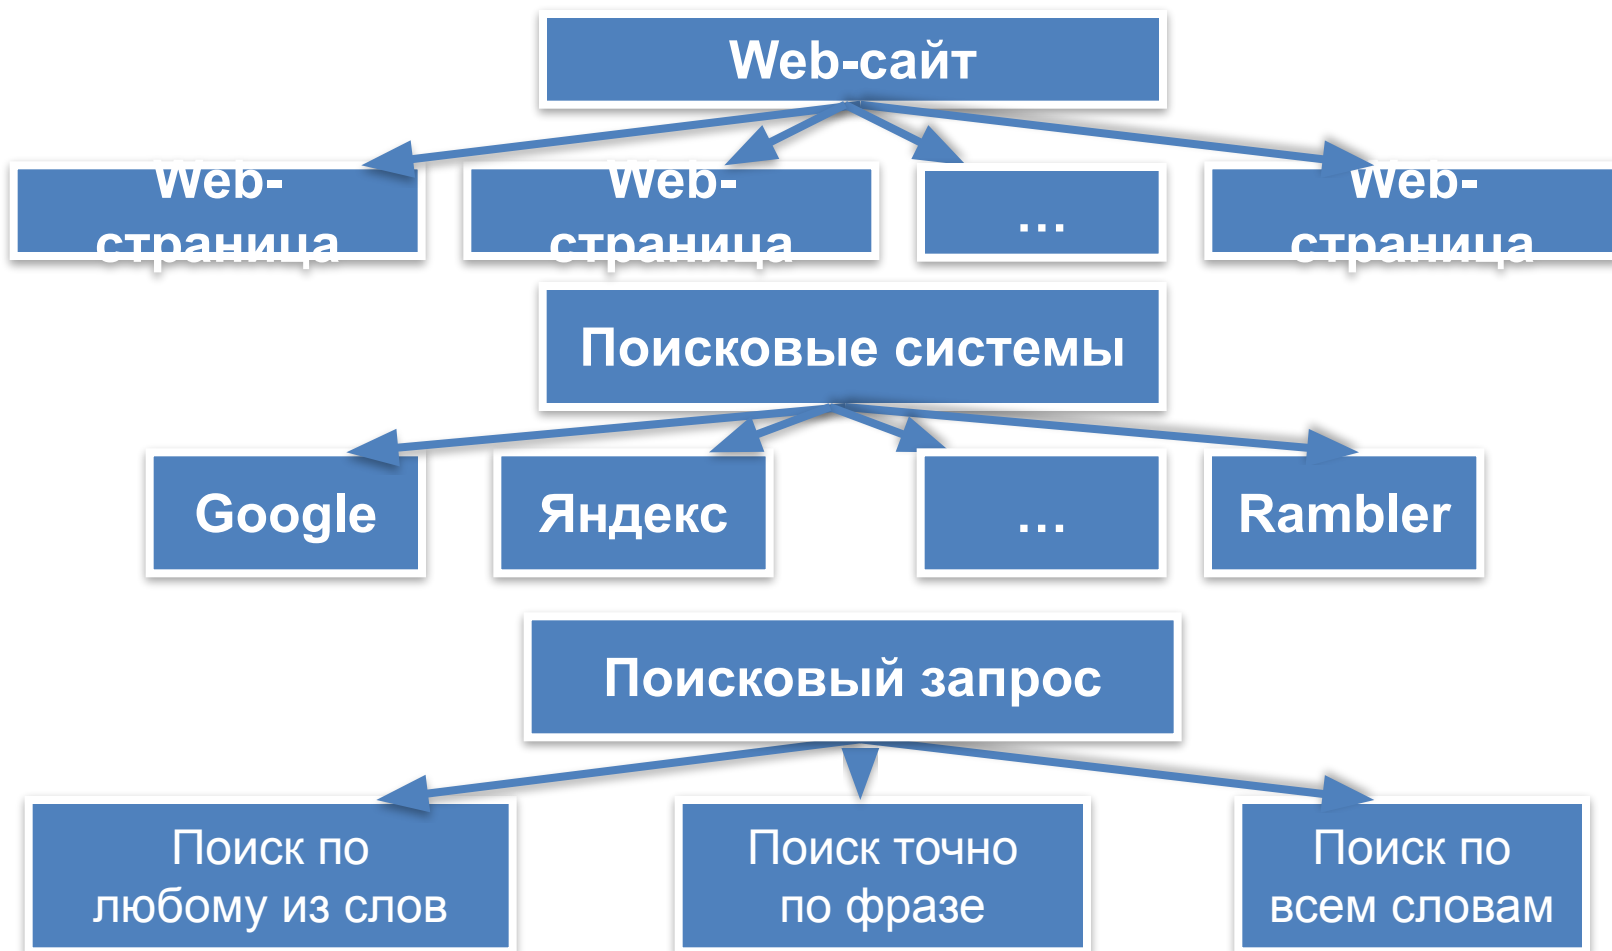 Web-сайт
Web-
страница
Web-
страница
…
Web-
страница
Поисковые системы
Google
Яндекс
…
Rambler
Поисковый запрос
Поиск по
любому из слов
Поиск точно
по фразе
Поиск по
всем словам